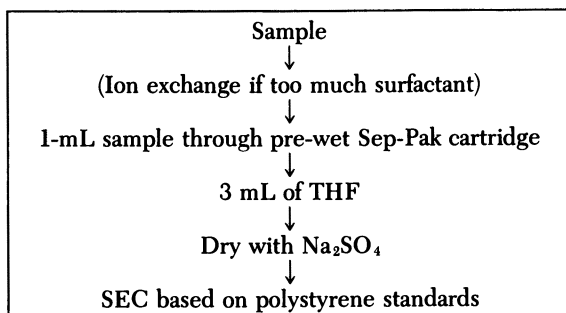 Sample
↓
(Ion exchange if too much surfactant)
↓
1-mL sample through pre-wet Sep-Pak cartridge
↓
3 mL of THF
↓
Dry with Na₂SO₄
↓
SEC based on polystyrene standards